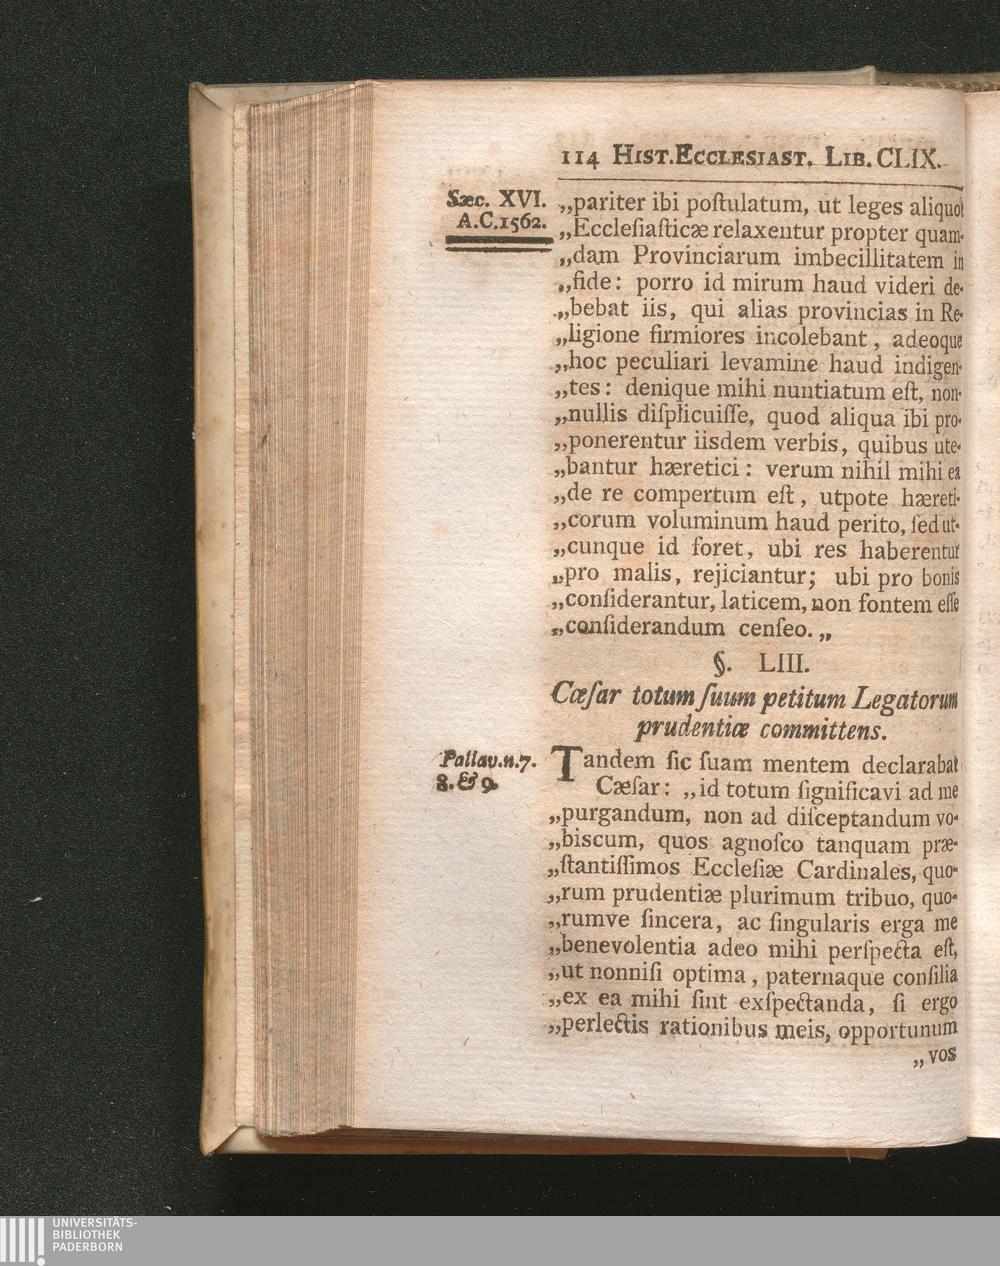 114 HIST.ECCLESIAST. LIB. CLIX.
Sæc. XVI.
A.C.1562.
„pariter ibi poſtulatum, ut leges aliquot
„Eccleſiaſticæ relaxentur propter quam-
„dam Provinciarum imbecillitatem in
„fide: porro id mirum haud videri de-
„bebat iis, qui alias provincias in Re-
„ligione firmiores incolebant, adeoque
„hoc peculiari levamine haud indigen-
„tes: denique mihi nuntiatum eſt, non-
„nullis diſplicuiſſe, quod aliqua ibi pro-
„ponerentur iisdem verbis, quibus ute-
„bantur hæretici: verum nihil mihi ea
„de re compertum eſt, utpote hæreti-
„corum voluminum haud perito, ſed ut-
„cunque id foret, ubi res haberentur
„pro malis, rejiciantur; ubi pro bonis
„conſiderantur, laticem, non fontem eſſe
„conſiderandum cenſeo.„
§. LIII.
Cæſar totum ſuum petitum Legatorum
prudentiæ committens.
Pallav.n.7.
8. & 9.
Tandem ſic ſuam mentem declarabat
Cæſar: „id totum ſignificavi ad me
„purgandum, non ad diſceptandum vo-
„biscum, quos agnoſco tanquam præ-
„ſtantiſſimos Eccleſiæ Cardinales, quo-
„rum prudentiæ plurimum tribuo, quo-
„rumve ſincera, ac ſingularis erga me
„benevolentia adeo mihi perſpecta eſt,
„ut nonniſi optima, paternaque conſilia
„ex ea mihi ſint exſpectanda, ſi ergo
„perlectis rationibus meis, opportunum
„vos
UNIVERSITÄTS-
BIBLIOTHEK
PADERBORN